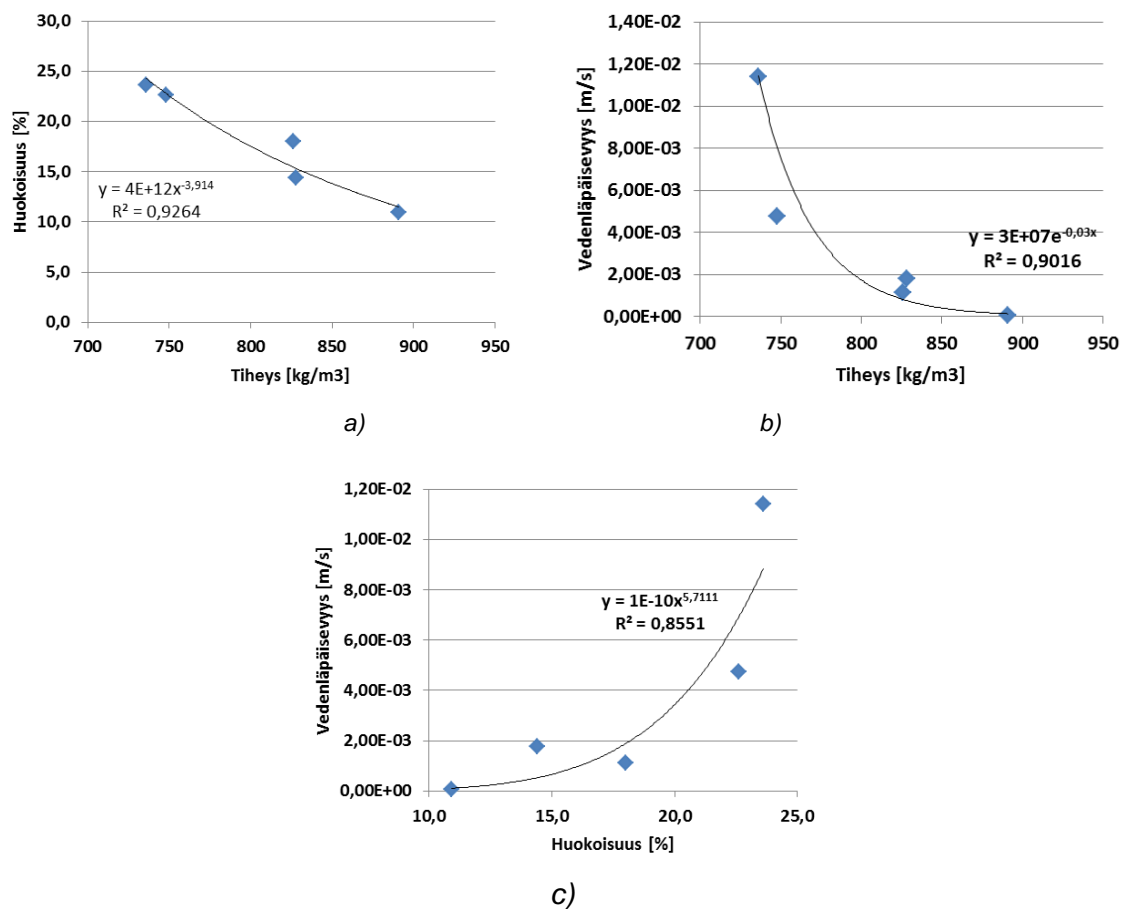 30,0
25,0
20,0
15,0
10,0
5,0
0,0
Huokoisuus [%]
y = 4E+12x^-3,914
R² = 0,9264
700 750 800 850 900 950
Tiheys [kg/m3]
a)
1,40E-02
1,20E-02
1,00E-02
8,00E-03
6,00E-03
4,00E-03
2,00E-03
0,00E+00
Vedenläpäisevyys [m/s]
y = 3E+07e^-0,03x
R² = 0,9016
700 750 800 850 900 950
Tiheys [kg/m3]
b)
1,20E-02
1,00E-02
8,00E-03
6,00E-03
4,00E-03
2,00E-03
0,00E+00
Vedenläpäisevyys [m/s]
y = 1E-10x^5,7111
R² = 0,8551
10,0 15,0 20,0 25,0
Huokoisuus [%]
c)